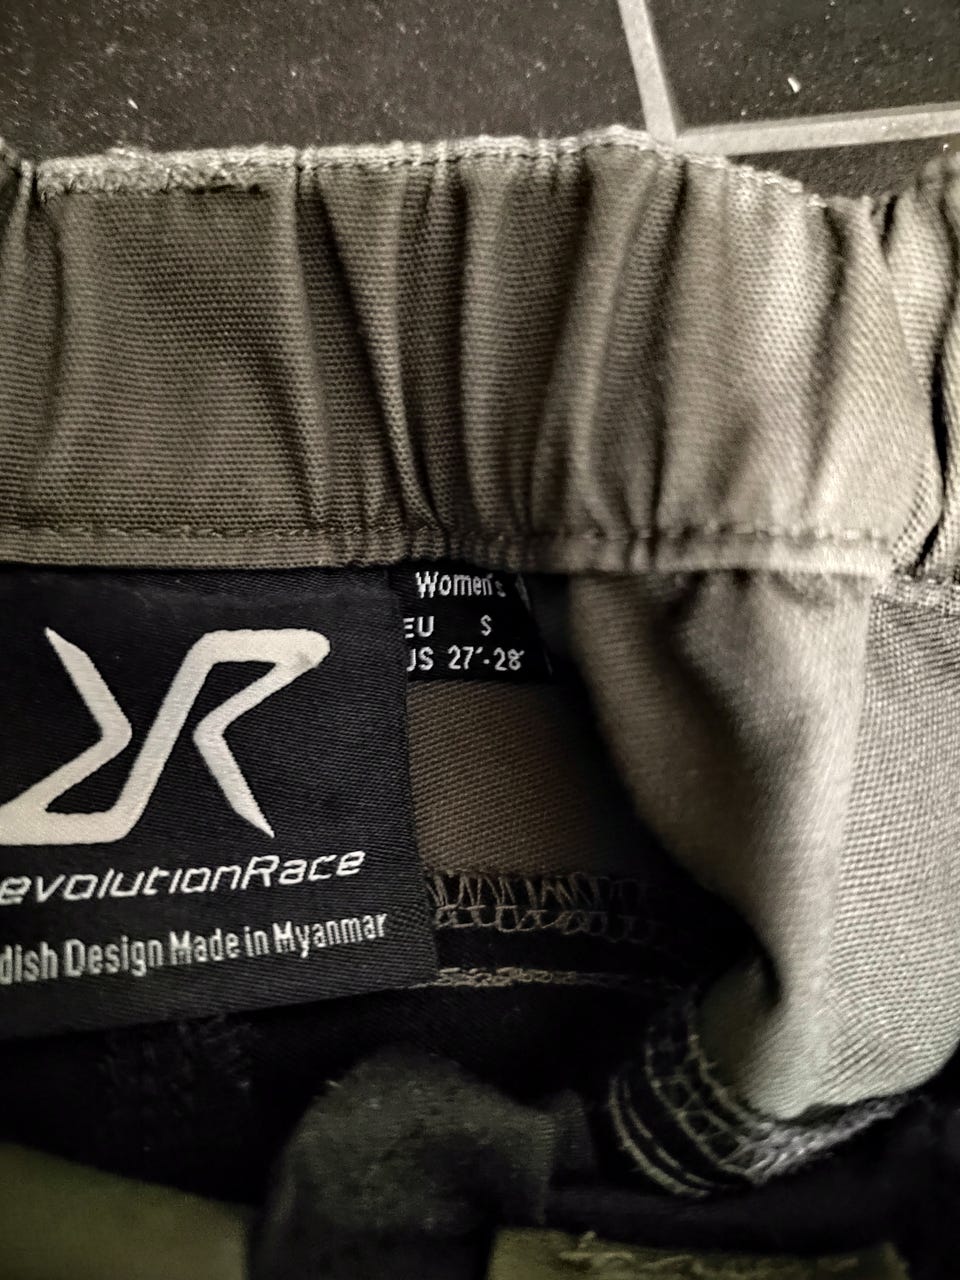 Women's
EU S
US 27"-28"
evolutionRace
dish Design Made in Myanmar